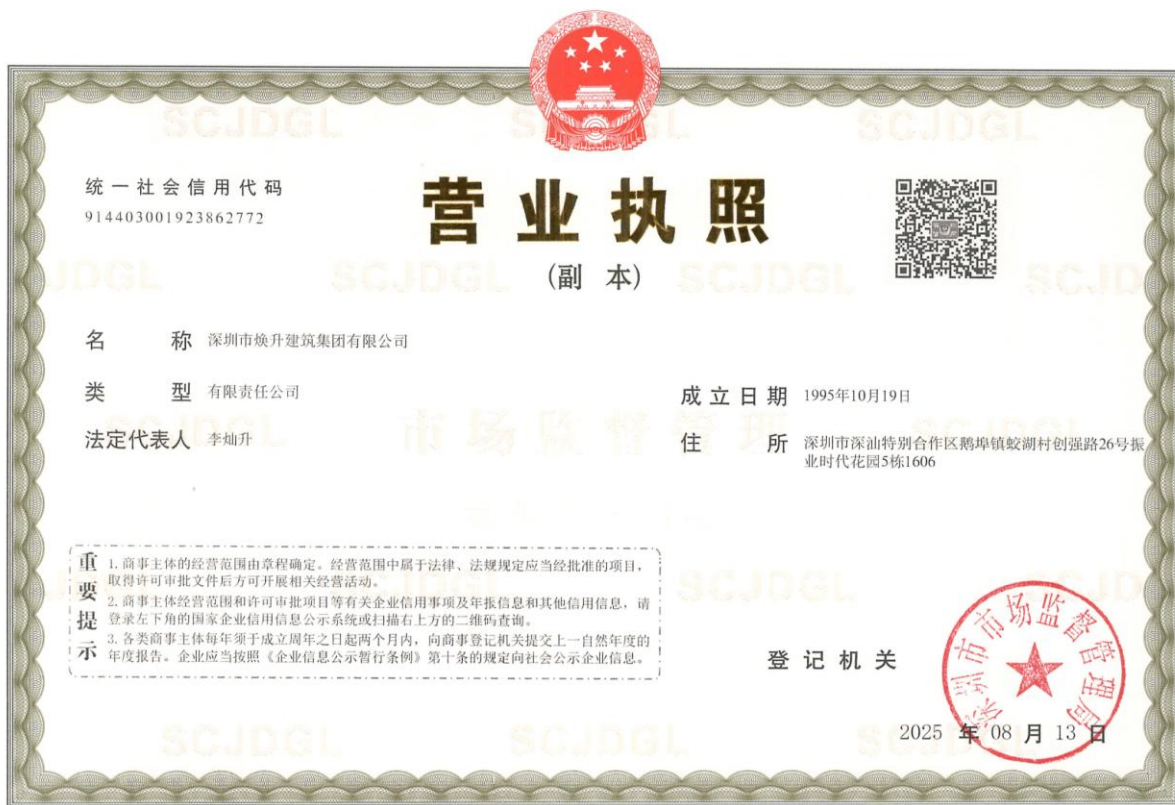 统一社会信用代码
914403001923862772
营业执照
(副 本)
名 称 深圳市焕升建筑集团有限公司
类 型 有限责任公司
法定代表人 李灿升
成立日期 1995年10月19日
住 所 深圳市深汕特别合作区鹅埠镇蛟湖村创强路26号振
业时代花园5栋1606
重要提示
1.商事主体的经营范围由章程确定。经营范围中属于法律、法规规定应当经批准的项目，
取得许可审批文件后方可开展相关经营活动。
2.商事主体经营范围和许可审批项目等有关企业信用事项及年报信息和其他信用信息，请
登录左下角的国家企业信用信息公示系统或扫描右上方的二维码查询。
3.各类商事主体每年须于成立周年之日起两个月内，向商事登记机关提交上一自然年度的
年度报告。企业应当按照《企业信息公示暂行条例》第十条的规定向社会公示企业信息。
登记机关
深圳市市场监督管理局
2025 年 08 月 13 日
SCJDGL
市场监督管理